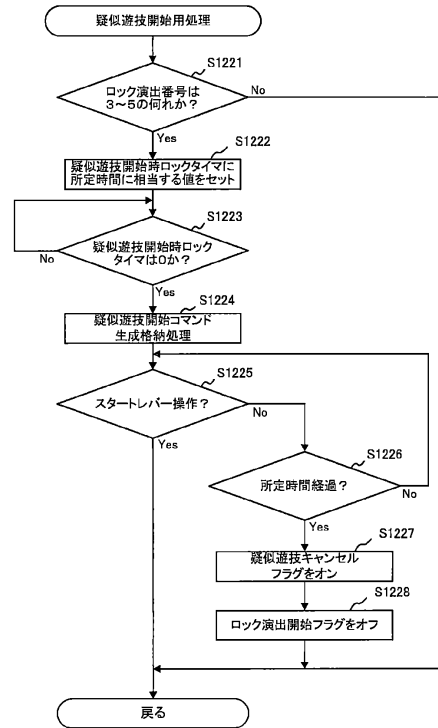 疑似遊技開始用処理
S1221
ロック演出番号は
3～5の何れか？
No
Yes
S1222
疑似遊技開始時ロックタイマに
所定時間に相当する値をセット
S1223
疑似遊技開始時ロック
タイマは0か？
No
Yes
S1224
疑似遊技開始コマンド
生成格納処理
S1225
スタートレバー操作？
No
Yes
S1226
所定時間経過？
No
Yes
S1227
疑似遊技キャンセル
フラグをオン
S1228
ロック演出開始フラグをオフ
戻る